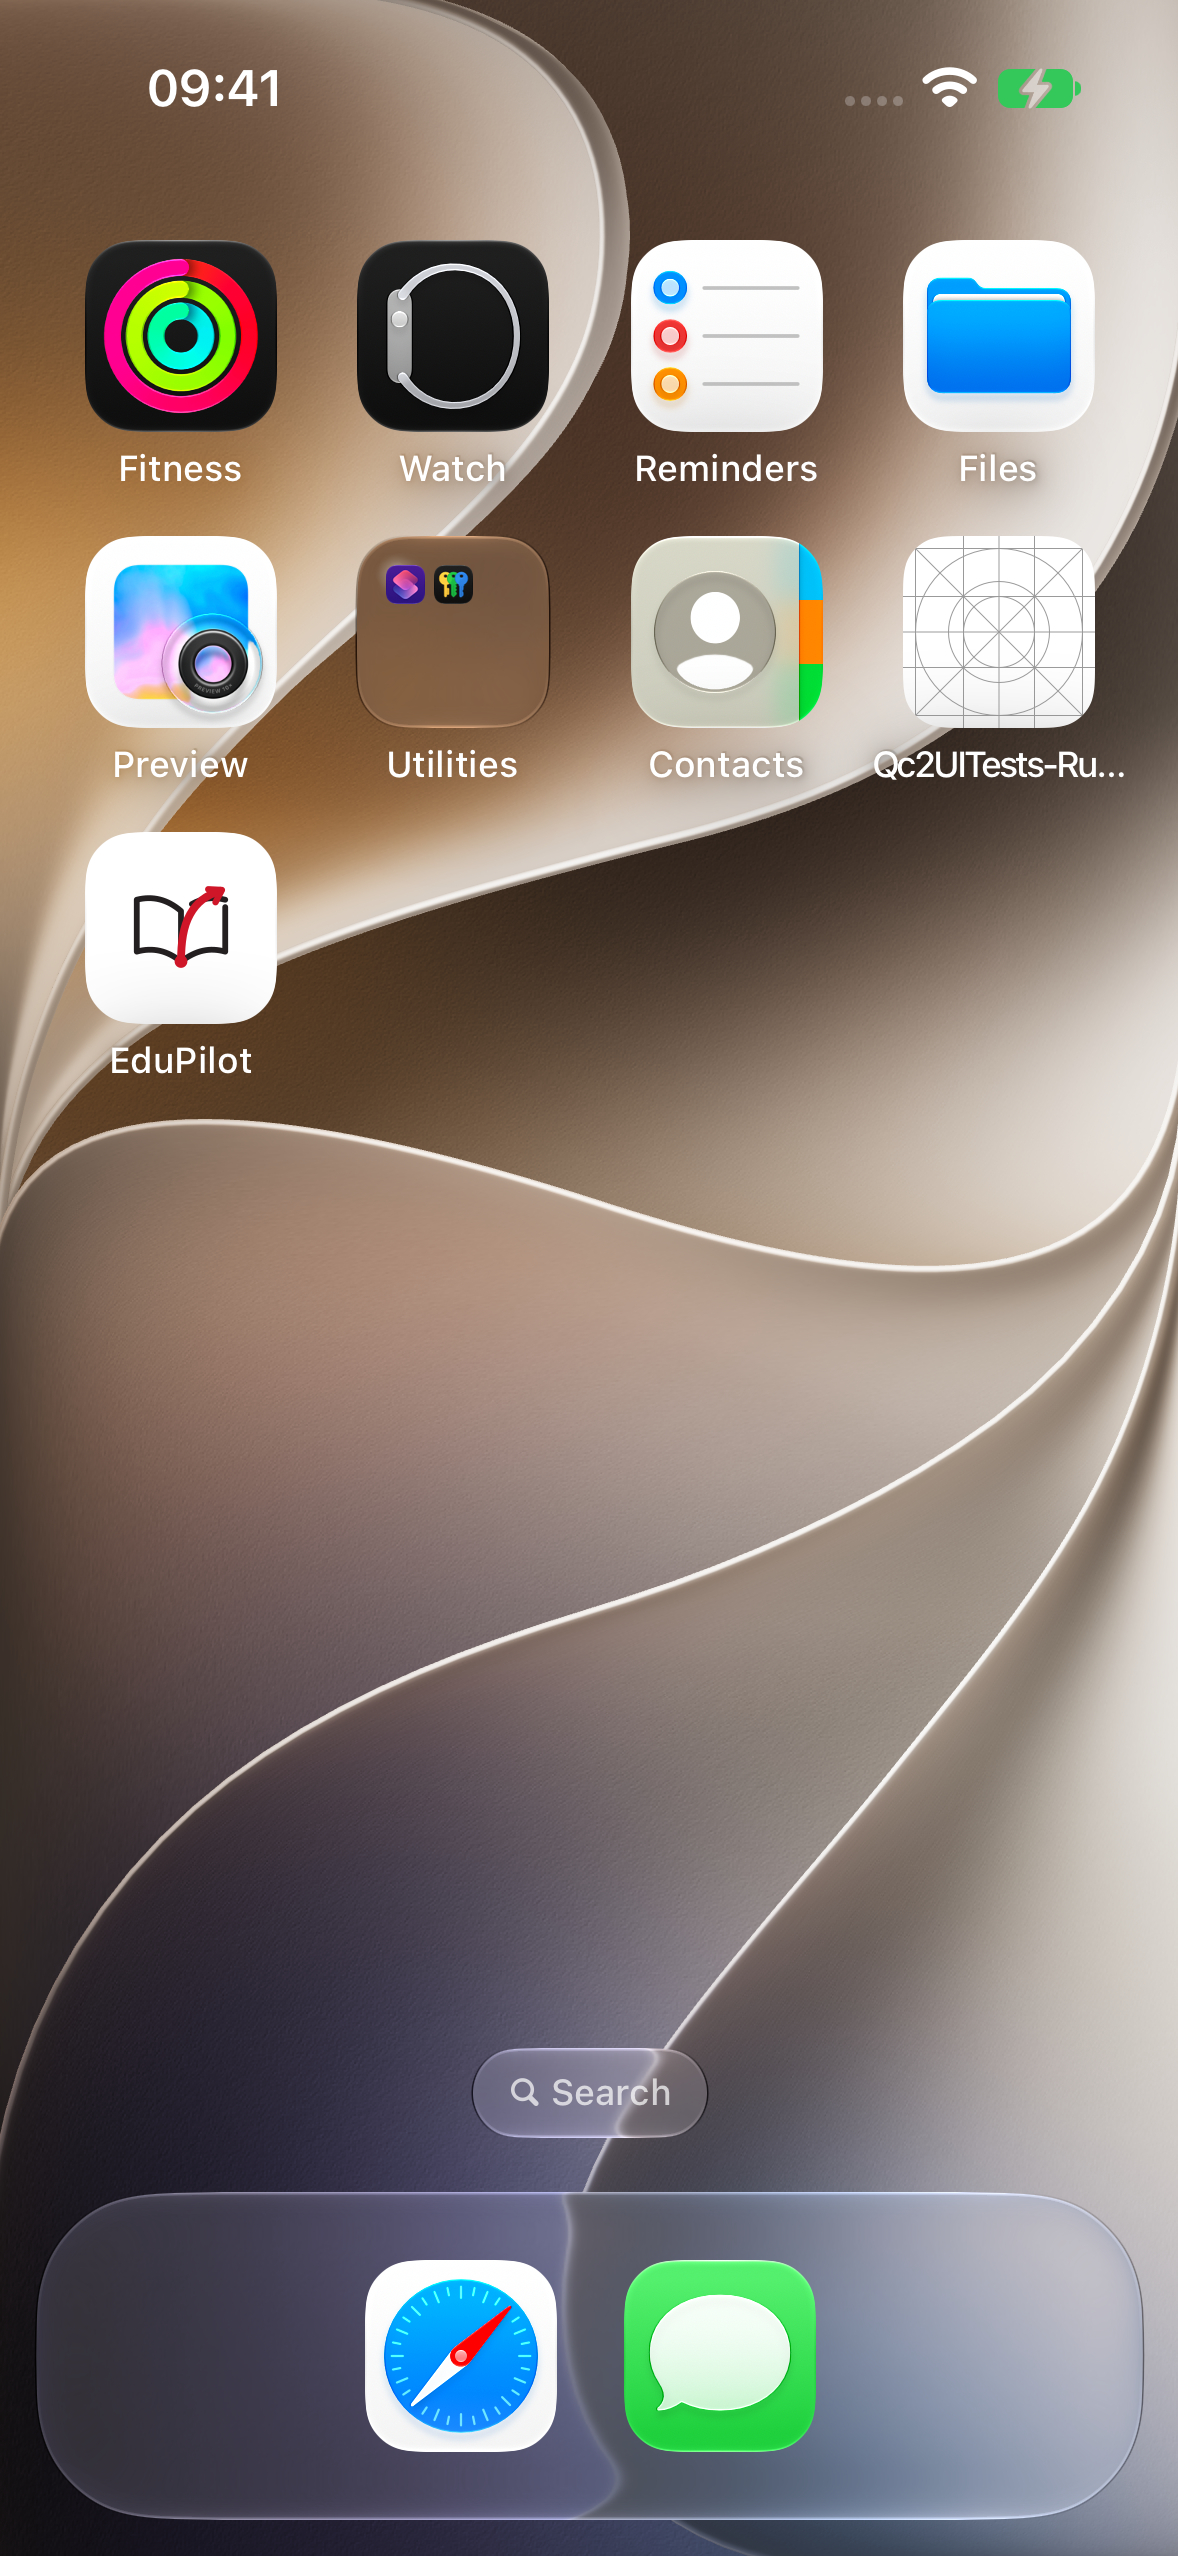 09:41
Fitness
Watch
Reminders
Files
Preview
Utilities
Contacts
Qc2UITests-Ru...
EduPilot
Search